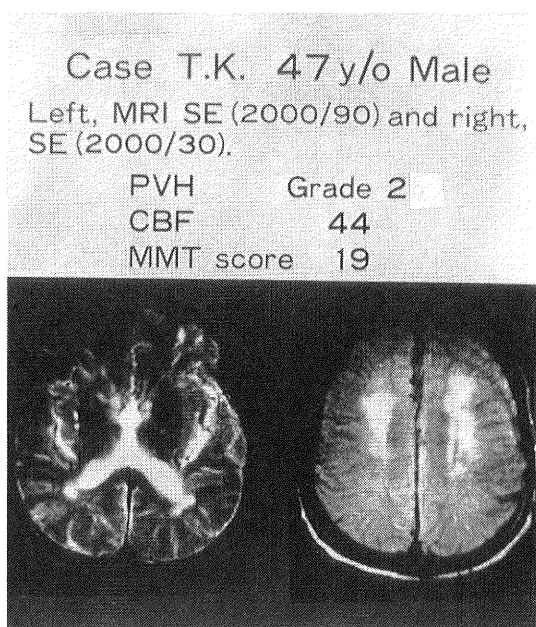 Case T.K. 47 y/o Male
Left, MRI SE (2000/90) and right,
SE (2000/30).
PVH Grade 2
CBF 44
MMT score 19